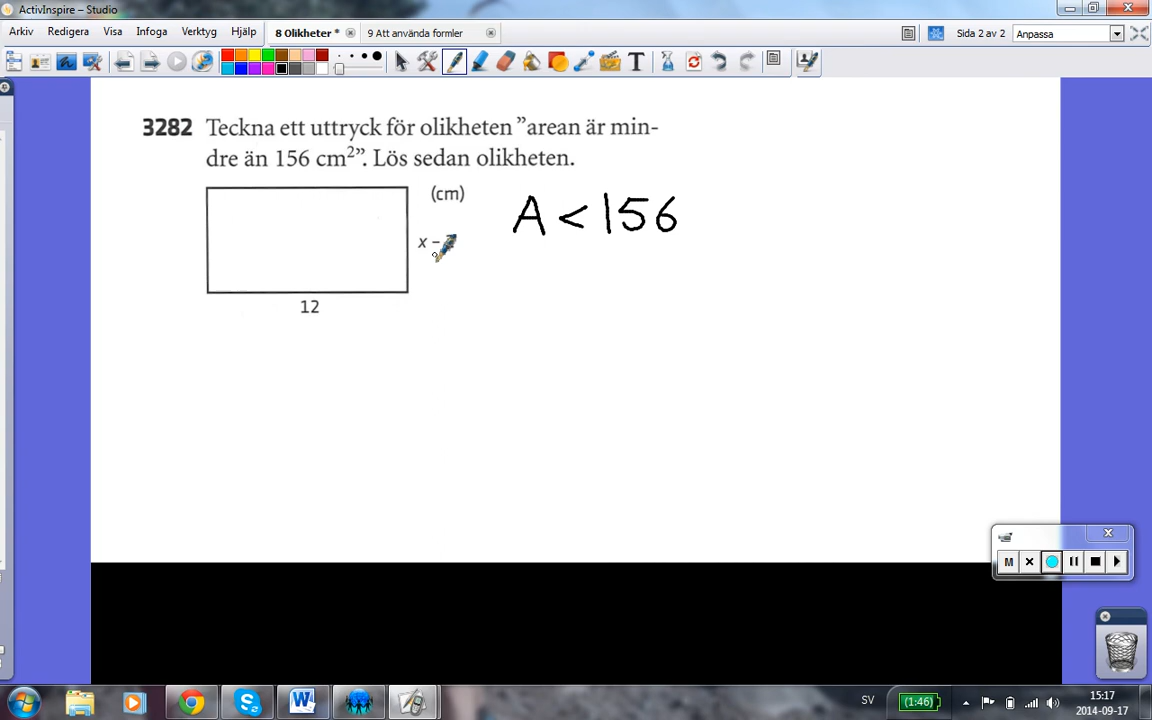 ActivInspire - Studio
Arkiv Redigera Visa Infoga Verktyg Hjälp
8 Olikheter *
9 Att använda formler
Sida 2 av 2
Anpassa
3282 Teckna ett uttryck för olikheten ”arean är min-
dre än 156 cm²”. Lös sedan olikheten.
(cm)
A < 156
x –
12
M
SV
(1:46)
15:17
2014-09-17